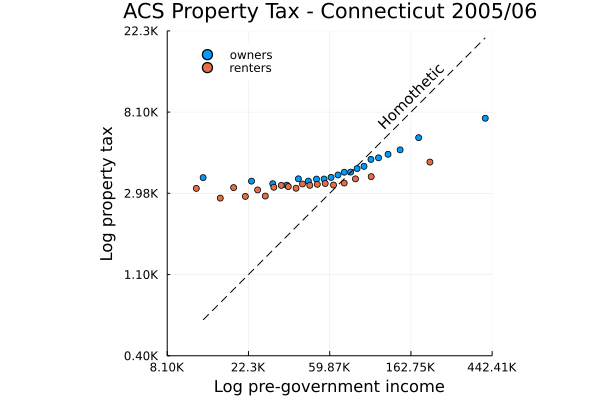 ACS Property Tax - Connecticut 2005/06
22.3K
owners
renters
Homothetic
8.10K
Log property tax
2.98K
1.10K
0.40K
8.10K 22.3K 59.87K 162.75K 442.41K
Log pre-government income